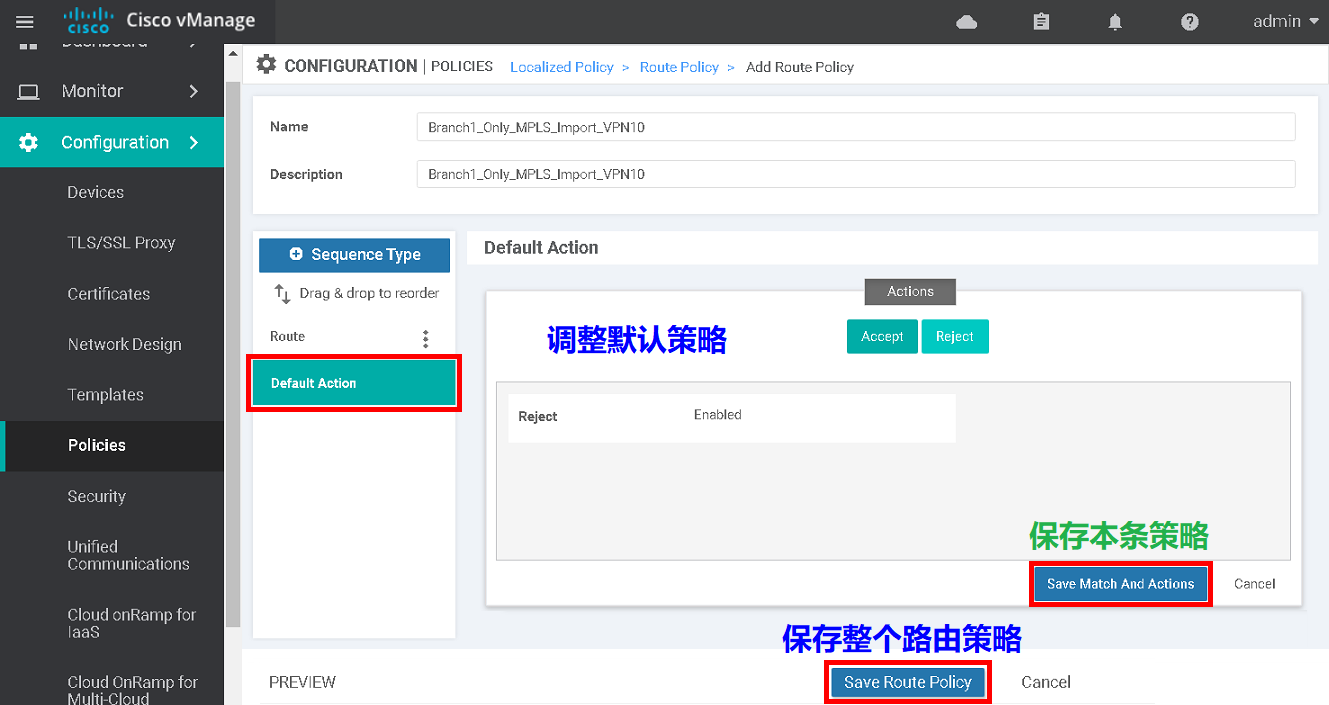 cisco Cisco vManage
admin
Dashboard
Monitor
Configuration
Devices
TLS/SSL Proxy
Certificates
Network Design
Templates
Policies
Security
Unified
Communications
Cloud onRamp for
IaaS
Cloud OnRamp for
Multi-Cloud
CONFIGURATION | POLICIES Localized Policy > Route Policy > Add Route Policy
Name Branch1_Only_MPLS_Import_VPN10
Description Branch1_Only_MPLS_Import_VPN10
Sequence Type
Drag & drop to reorder
Route
Default Action
Default Action
Actions
调整默认策略
Accept Reject
Reject Enabled
保存本条策略
Save Match And Actions Cancel
保存整个路由策略
PREVIEW Save Route Policy Cancel